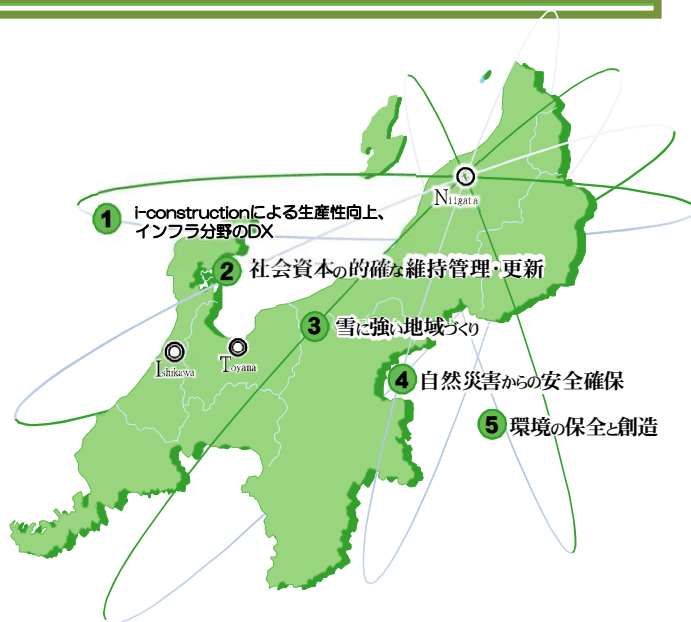 1 i-constructionによる生産性向上、
インフラ分野のDX
Niigata
2 社会資本の的確な維持管理・更新
3 雪に強い地域づくり
Ishikawa
Toyama
4 自然災害からの安全確保
5 環境の保全と創造